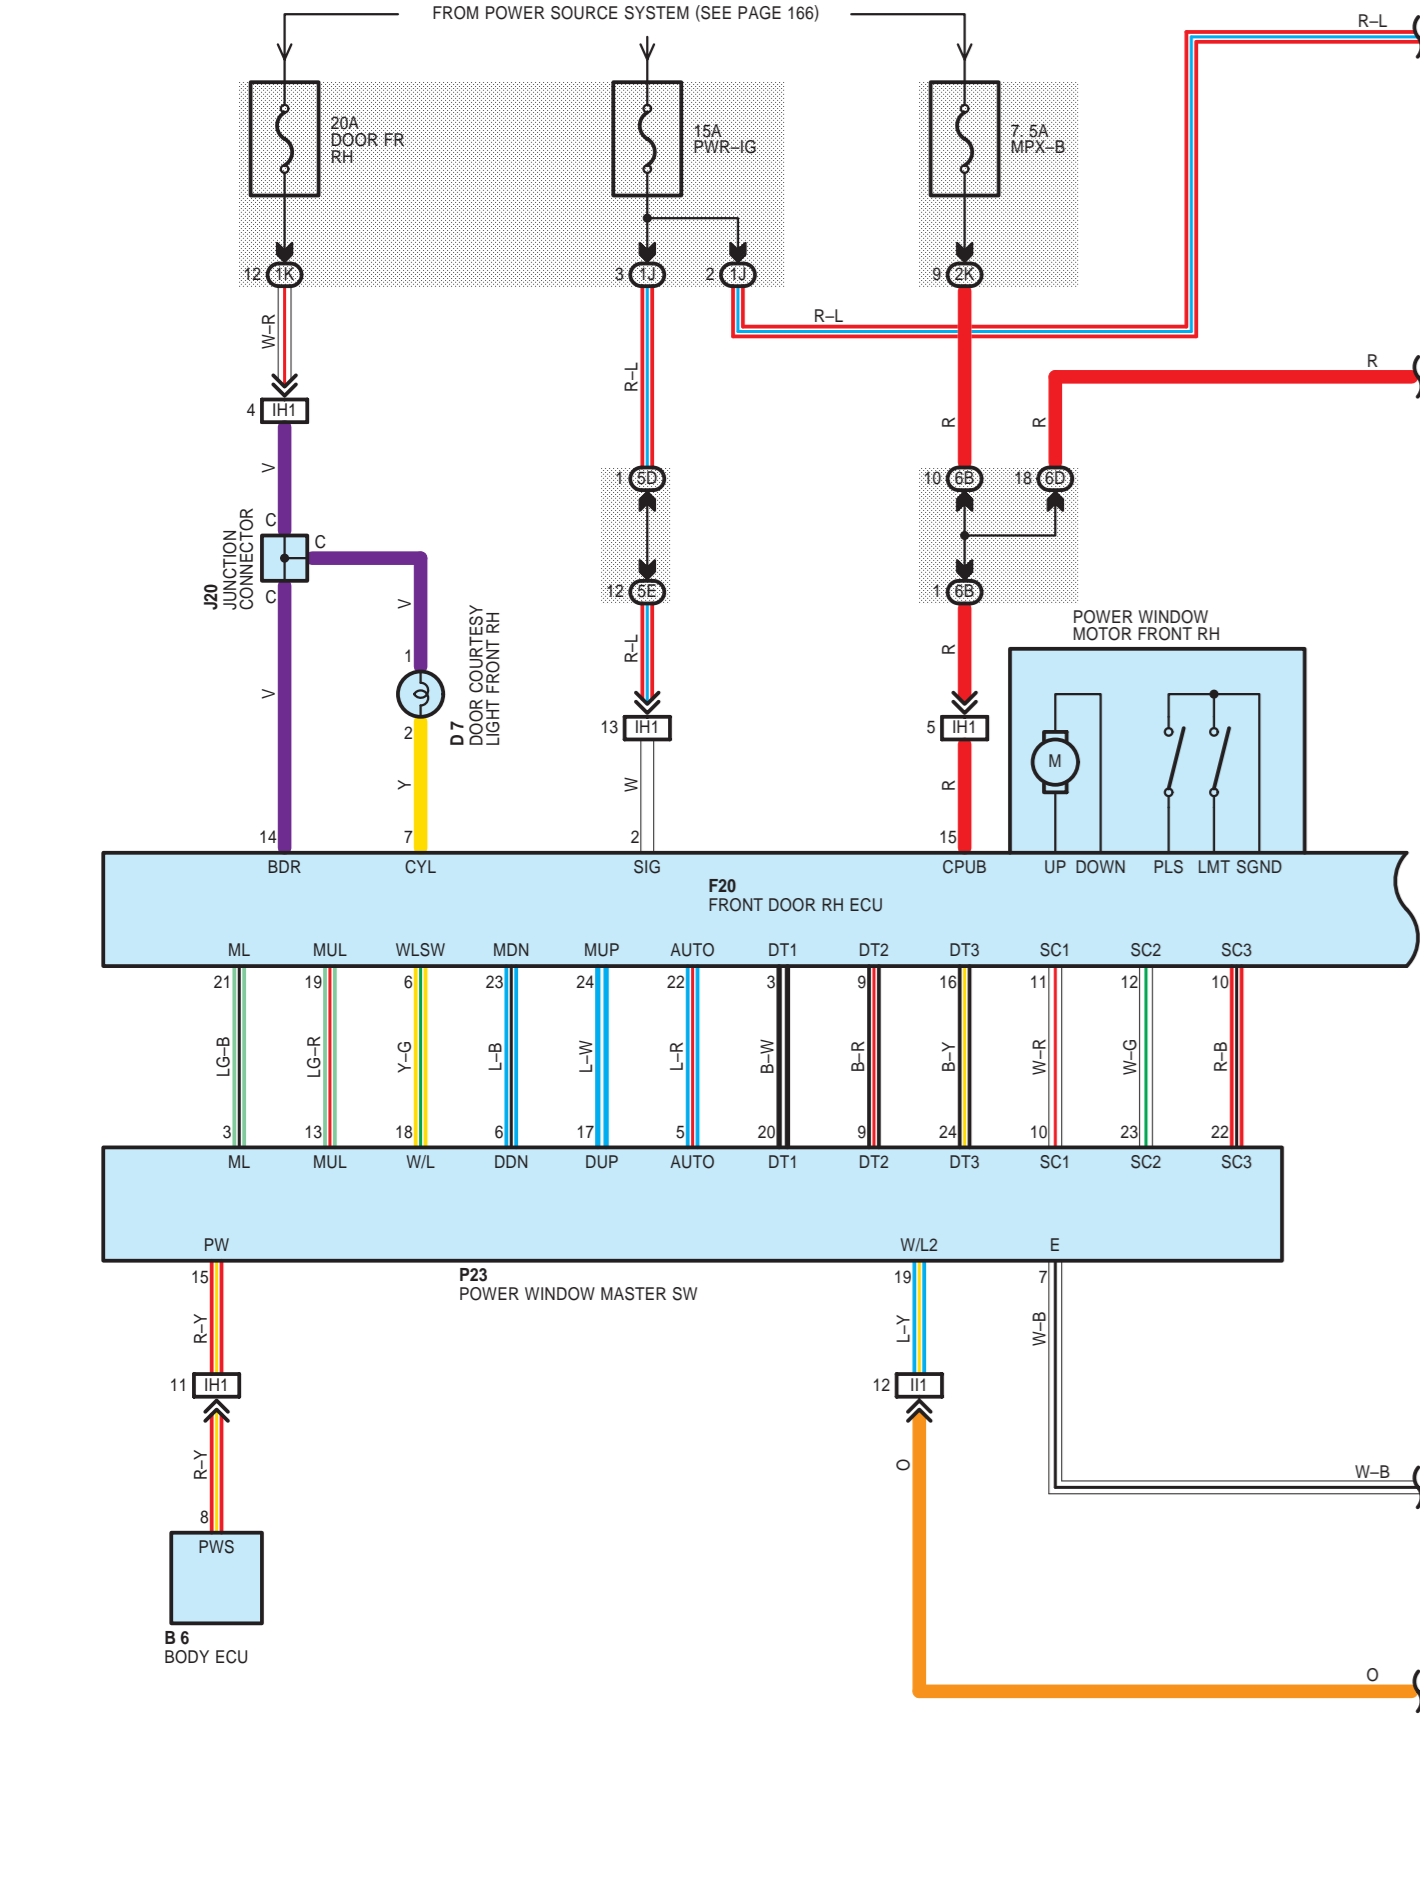 FROM POWER SOURCE SYSTEM (SEE PAGE 166)
R–L
20A
DOOR FR
RH
15A
PWR–IG
7. 5A
MPX–B
12 1K
3 1J
2 1J
9 2K
W–R
R–L
R–L
R
4 IH1
R
R
V
1 5D
10 6B
18 6D
C
C
C
J20
JUNCTION
CONNECTOR
V
12 5E
1 6B
POWER WINDOW
MOTOR FRONT RH
1
D 7
DOOR COURTESY
LIGHT FRONT RH
R–L
R
V
2
13 IH1
5 IH1
M
Y
W
R
14
7
2
15
BDR
CYL
SIG
CPUB
UP
DOWN
PLS
LMT
SGND
F20
FRONT DOOR RH ECU
ML
MUL
WLSW
MDN
MUP
AUTO
DT1
DT2
DT3
SC1
SC2
SC3
21
19
6
23
24
22
3
9
16
11
12
10
LG–B
LG–R
Y–G
L–B
L–W
L–R
B–W
B–R
B–Y
W–R
W–G
R–B
3
13
18
6
17
5
20
9
24
10
23
22
ML
MUL
W/L
DDN
DUP
AUTO
DT1
DT2
DT3
SC1
SC2
SC3
PW
W/L2
E
P23
POWER WINDOW MASTER SW
15
19
7
R–Y
L–Y
W–B
11 IH1
12 II1
R–Y
O
W–B
8
PWS
B 6
BODY ECU
O